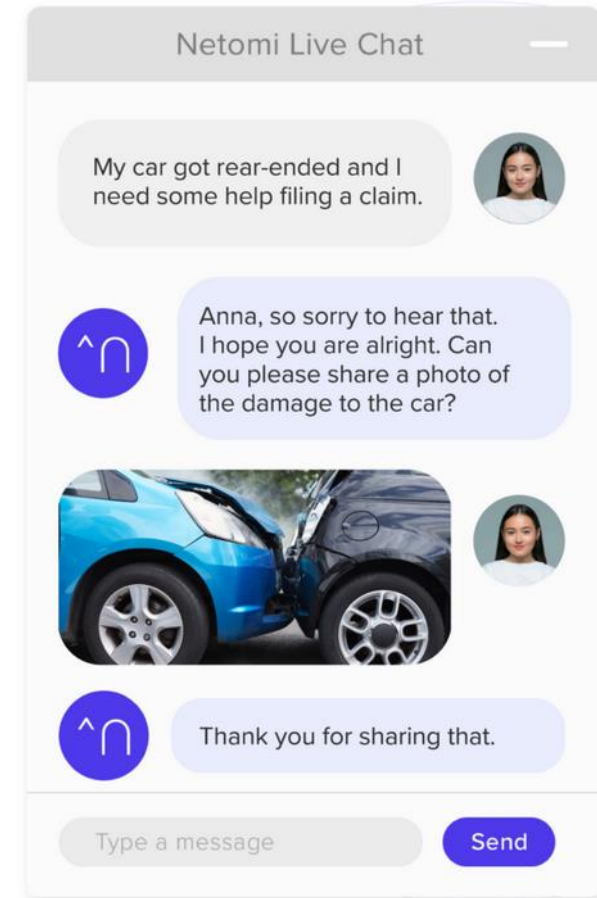 Netomi Live Chat
My car got rear-ended and I
need some help filing a claim.
Anna, so sorry to hear that.
I hope you are alright. Can
you please share a photo of
the damage to the car?
Thank you for sharing that.
Type a message
Send